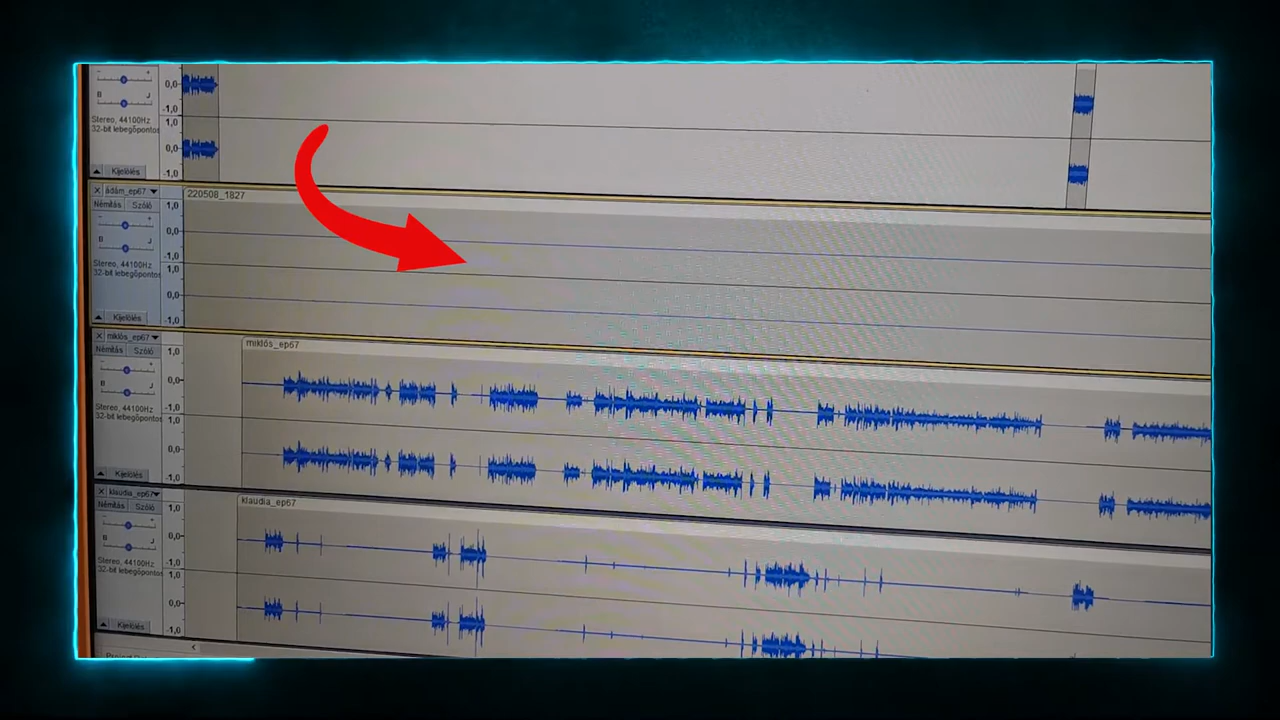 - +
0,0
B J
-1,0
Stereo, 44100Hz
1,0
32-bit lebegőpontos
0,0
Kijelölés
-1,0
× ádám_ep67
220508_1827
1,0
Némítás Szóló
- +
0,0
B J
-1,0
Stereo, 44100Hz
1,0
32-bit lebegőpontos
0,0
Kijelölés
-1,0
× miklós_ep67
miklós_ep67
Némítás Szóló
1,0
- +
0,0
B J
-1,0
Stereo, 44100Hz
1,0
32-bit lebegőpontos
0,0
Kijelölés
-1,0
× klaudia_ep67
klaudia_ep67
Némítás Szóló
1,0
- +
0,0
B J
-1,0
Stereo, 44100Hz
1,0
32-bit lebegőpontos
0,0
Kijelölés
-1,0